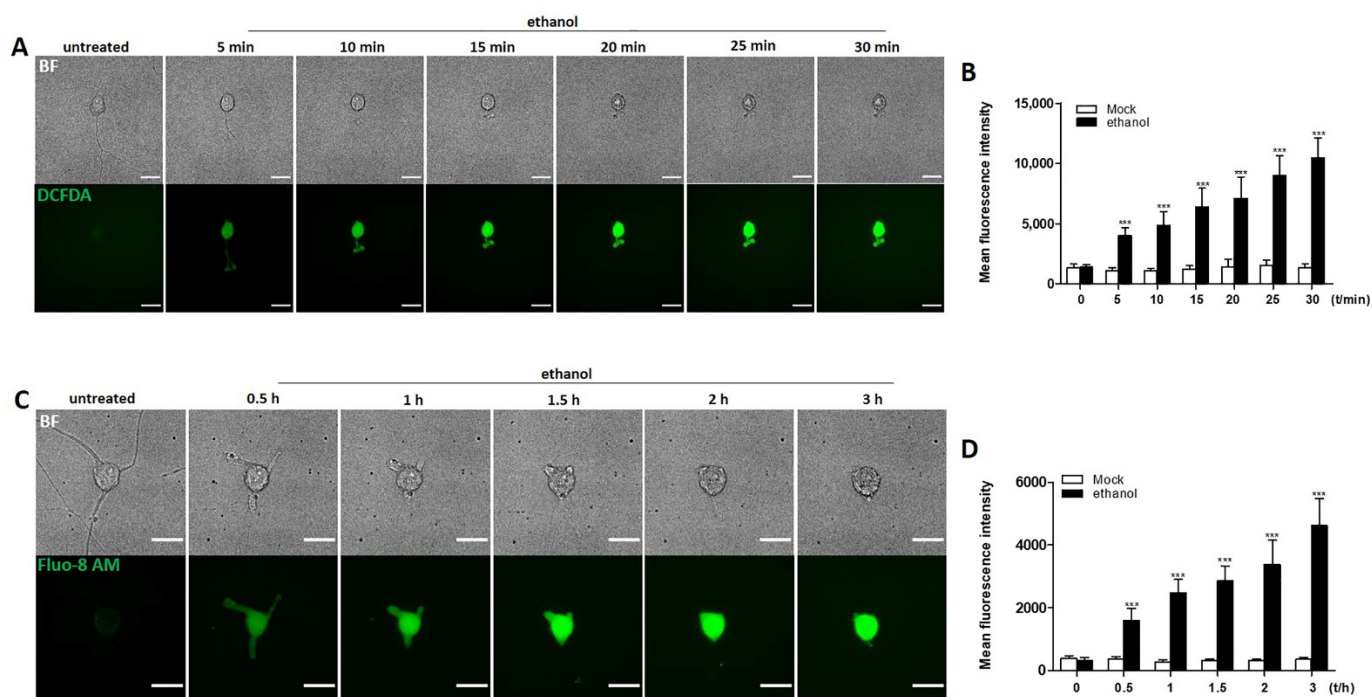 A
ethanol
untreated 5 min 10 min 15 min 20 min 25 min 30 min
BF
DCFDA
B
Mock
ethanol
Mean fluorescence intensity
15,000
10,000
5,000
0
0 5 10 15 20 25 30 (t/min)
*** *** *** *** *** ***
C
ethanol
untreated 0.5 h 1 h 1.5 h 2 h 3 h
BF
Fluo-8 AM
D
Mock
ethanol
Mean fluorescence intensity
6000
4000
2000
0
0 0.5 1 1.5 2 3 (t/h)
*** *** *** *** ***